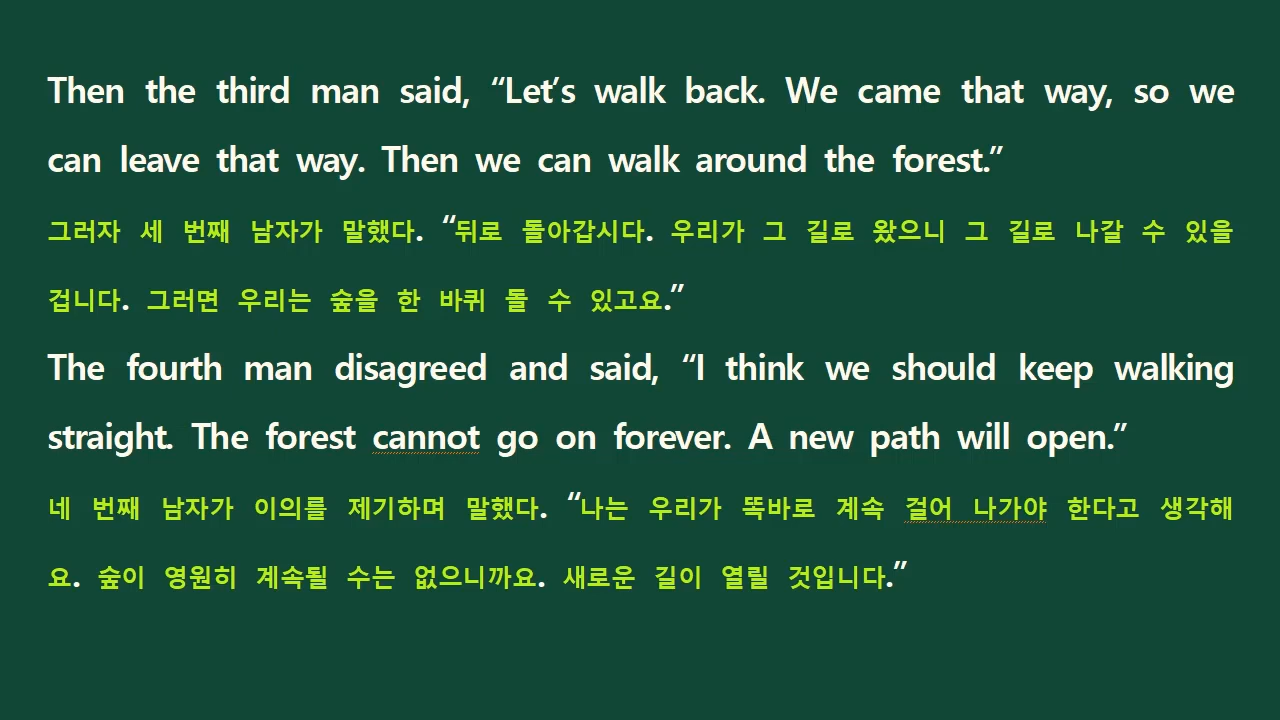 Then the third man said, “Let’s walk back. We came that way, so we
can leave that way. Then we can walk around the forest.”
그러자 세 번째 남자가 말했다. “뒤로 돌아갑시다. 우리가 그 길로 왔으니 그 길로 나갈 수 있을
겁니다. 그러면 우리는 숲을 한 바퀴 돌 수 있고요.”
The fourth man disagreed and said, “I think we should keep walking
straight. The forest cannot go on forever. A new path will open.”
네 번째 남자가 이의를 제기하며 말했다. “나는 우리가 똑바로 계속 걸어 나가야 한다고 생각해
요. 숲이 영원히 계속될 수는 없으니까요. 새로운 길이 열릴 것입니다.”